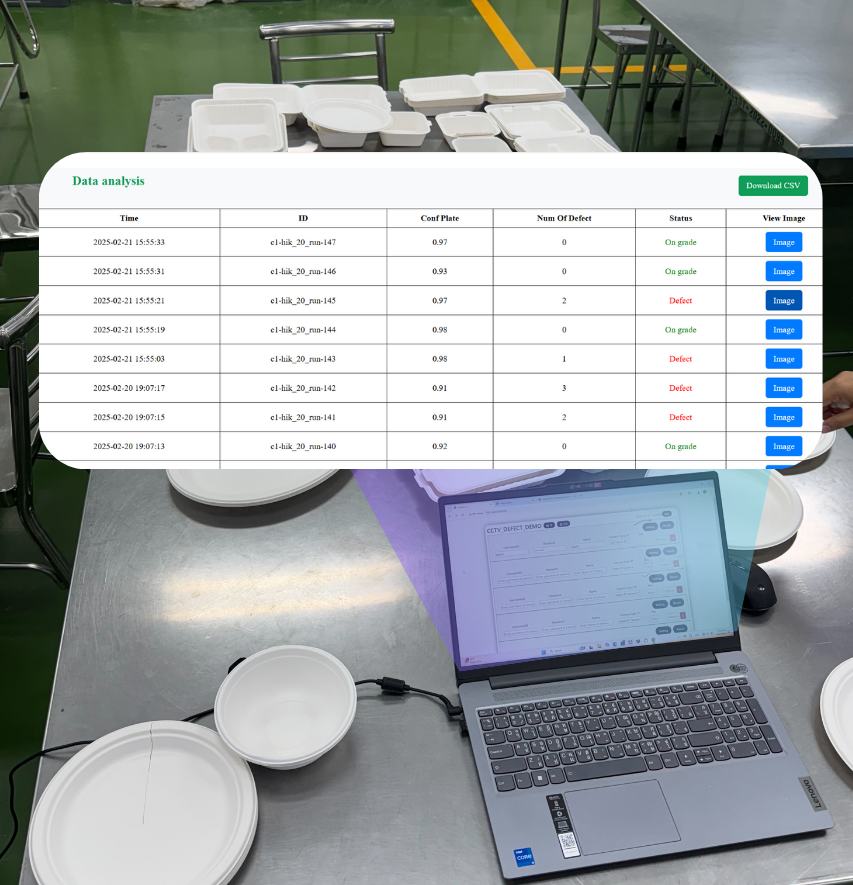 Data analysis
Download CSV
Time ID Conf Plate Num Of Defect Status View Image
2025-02-21 15:55:33 c1-hik_20_run-147 0.97 0 On grade Image
2025-02-21 15:55:31 c1-hik_20_run-146 0.93 0 On grade Image
2025-02-21 15:55:21 c1-hik_20_run-145 0.97 2 Defect Image
2025-02-21 15:55:19 c1-hik_20_run-144 0.98 0 On grade Image
2025-02-21 15:55:03 c1-hik_20_run-143 0.98 1 Defect Image
2025-02-20 19:07:17 c1-hik_20_run-142 0.91 3 Defect Image
2025-02-20 19:07:15 c1-hik_20_run-141 0.91 2 Defect Image
2025-02-20 19:07:13 c1-hik_20_run-140 0.92 0 On grade Image
CCTV_DEFECT_DEMO
Lenovo
intel
CORE